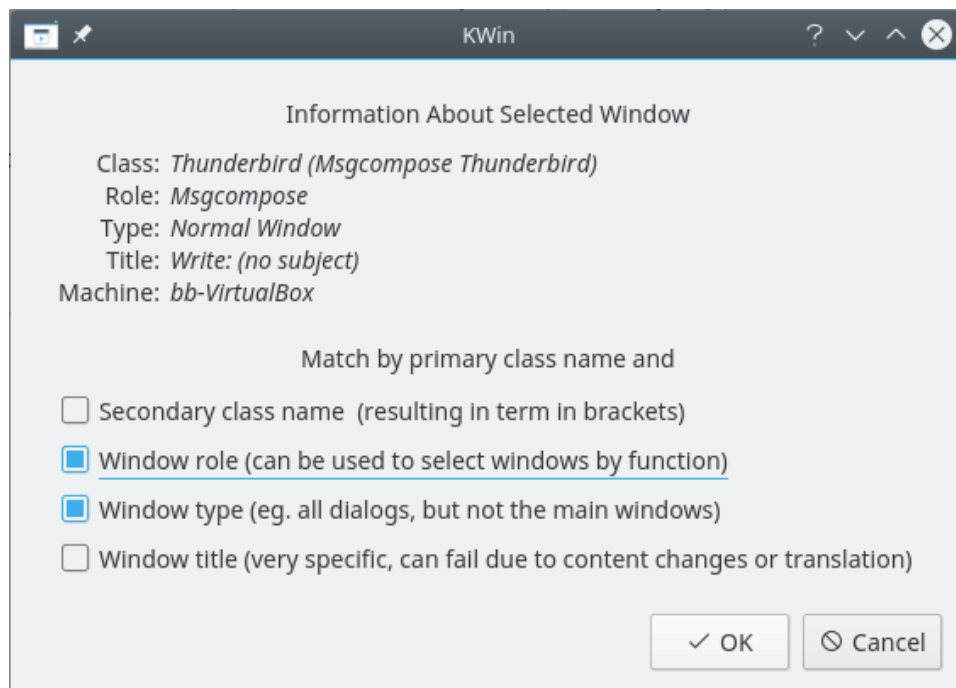 KWin
Information About Selected Window
Class: Thunderbird (Msgcompose Thunderbird)
Role: Msgcompose
Type: Normal Window
Title: Write: (no subject)
Machine: bb-VirtualBox
Match by primary class name and
Secondary class name  (resulting in term in brackets)
Window role (can be used to select windows by function)
Window type (eg. all dialogs, but not the main windows)
Window title (very specific, can fail due to content changes or translation)
OK Cancel